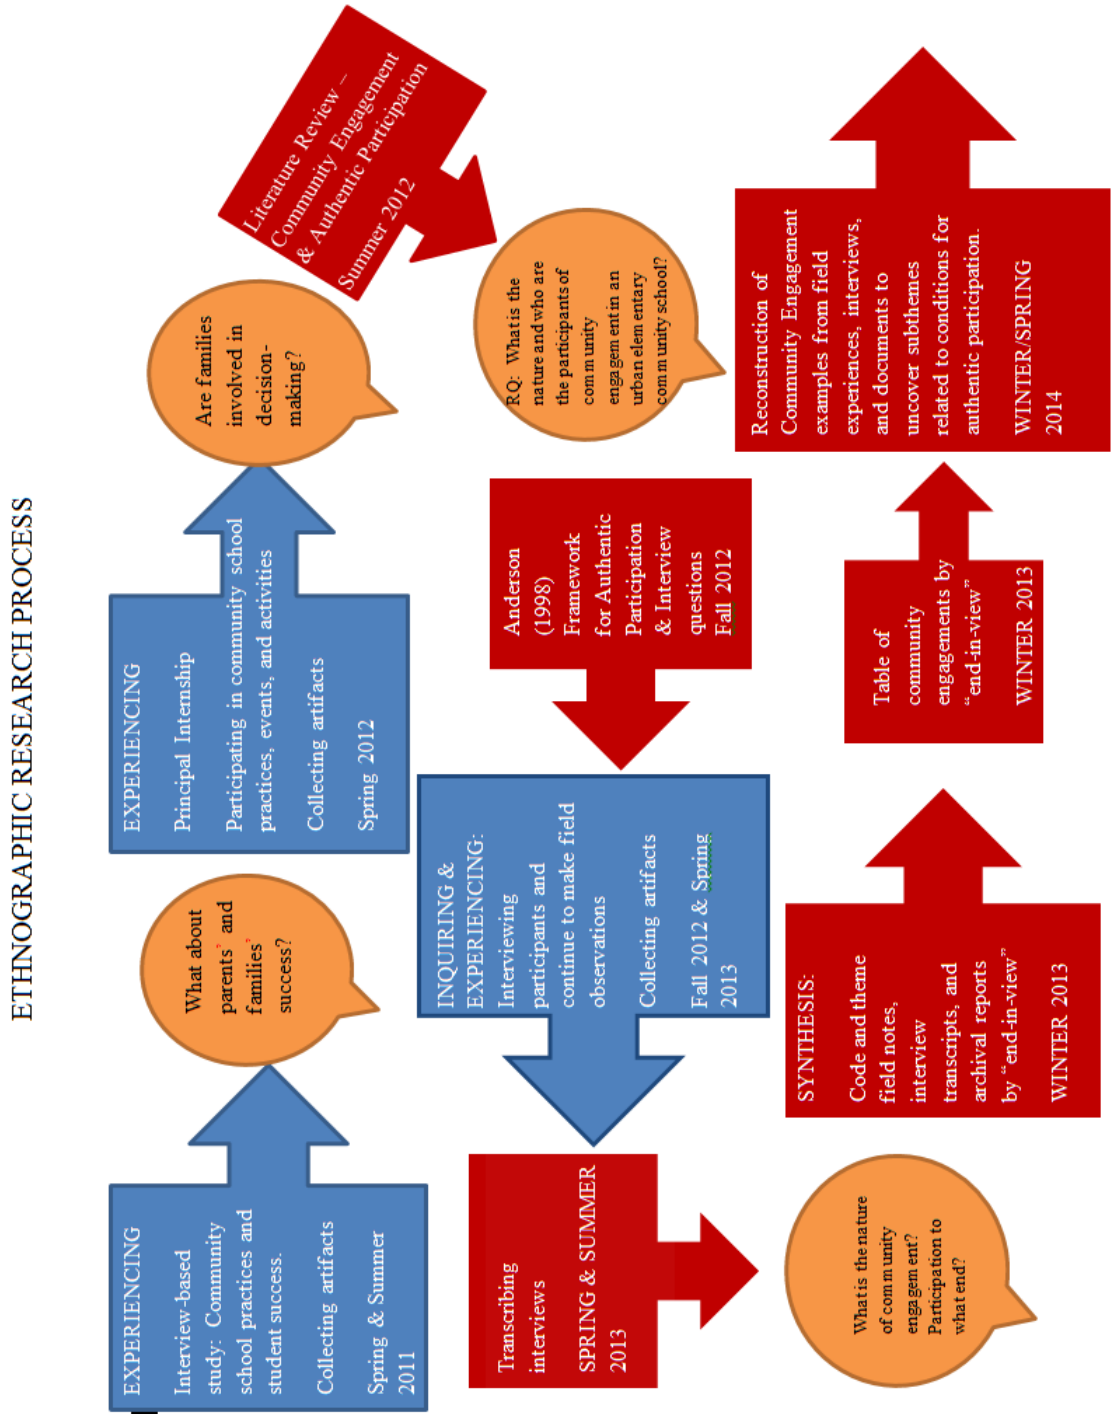 ETHNOGRAPHIC RESEARCH PROCESS
EXPERIENCING
Interview-based
study: Community
school practices and
student success.
Collecting artifacts
Spring & Summer
2011
What about
parents' and
families'
success?
EXPERIENCING
Principal Internship
Participating in community school
practices, events, and activities
Collecting artifacts
Spring 2012
Are families
involved in
decision-
making?
Literature Review –
Community Engagement
& Authentic Participation
Summer 2012
RQ: What is the
nature and who are
the participants of
community
engagement in an
urban elementary
community school?
Anderson
(1998)
Framework
for Authentic
Participation
& Interview
questions
Fall 2012
INQUIRING &
EXPERIENCING:
Interviewing
participants and
continue to make field
observations
Collecting artifacts
Fall 2012 & Spring
2013
Transcribing
interviews
SPRING & SUMMER
2013
What is the nature
of community
engagement?
Participation to
what end?
SYNTHESIS:
Code and theme
field notes,
interview
transcripts, and
archival reports
by “end-in-view”
WINTER 2013
Table of
community
engagements by
“end-in-view”
WINTER 2013
Reconstruction of
Community Engagement
examples from field
experiences, interviews,
and documents to
uncover subthemes
related to conditions for
authentic participation.
WINTER/SPRING
2014